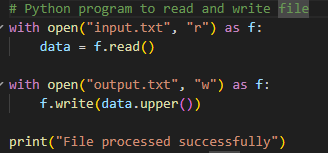 # Python program to read and write file
with open("input.txt", "r") as f:
    data = f.read()

with open("output.txt", "w") as f:
    f.write(data.upper())

print("File processed successfully")